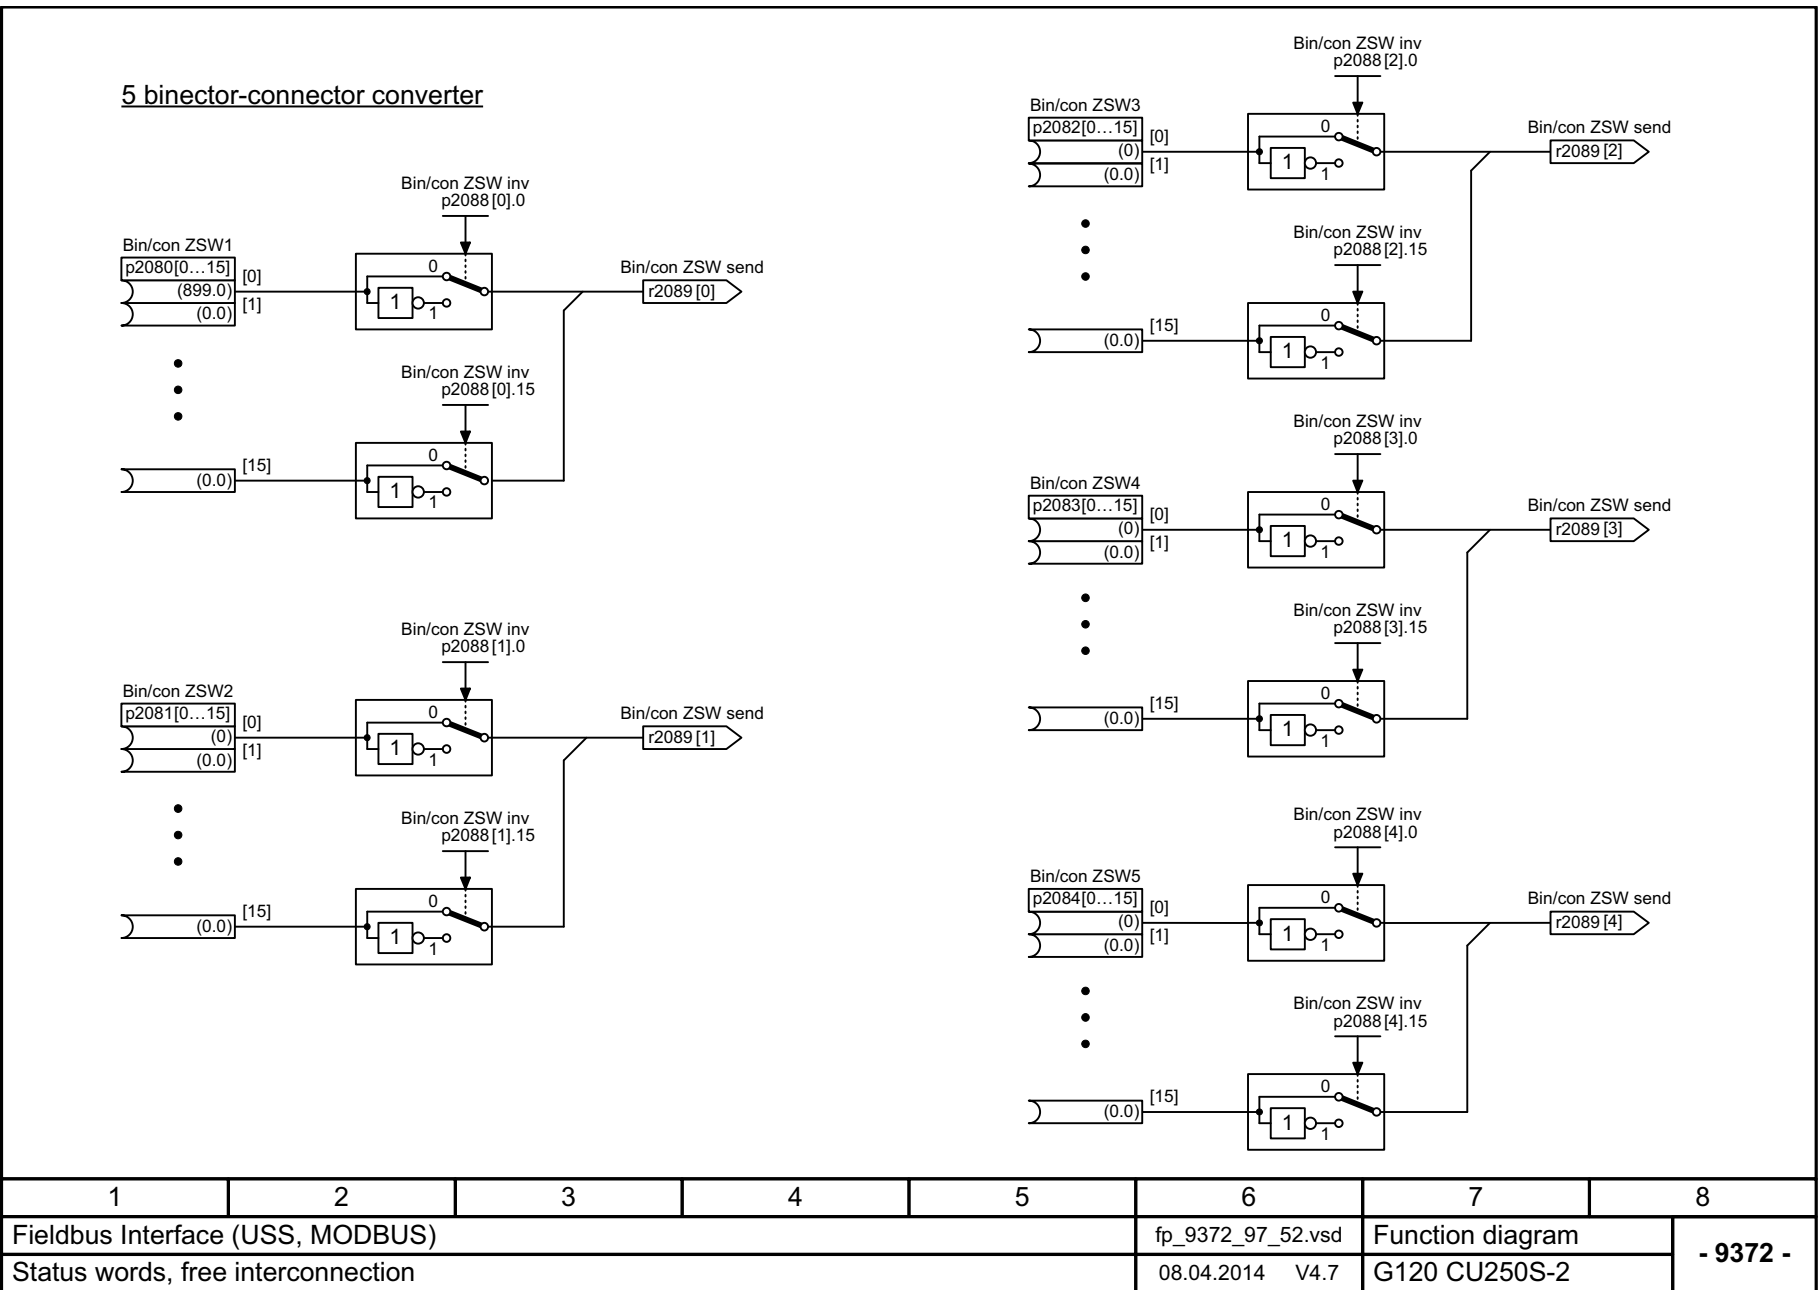 5 binector-connector converter
Bin/con ZSW inv
p2088[0].0
Bin/con ZSW1
p2080[0...15]
[0]
(899.0)
[1]
(0.0)
0
1
1
Bin/con ZSW send
r2089[0]
Bin/con ZSW inv
p2088[0].15
[15]
(0.0)
0
1
1
Bin/con ZSW inv
p2088[1].0
Bin/con ZSW2
p2081[0...15]
[0]
(0)
[1]
(0.0)
0
1
1
Bin/con ZSW send
r2089[1]
Bin/con ZSW inv
p2088[1].15
[15]
(0.0)
0
1
1
Bin/con ZSW inv
p2088[2].0
Bin/con ZSW3
p2082[0...15]
[0]
(0)
[1]
(0.0)
0
1
1
Bin/con ZSW send
r2089[2]
Bin/con ZSW inv
p2088[2].15
[15]
(0.0)
0
1
1
Bin/con ZSW inv
p2088[3].0
Bin/con ZSW4
p2083[0...15]
[0]
(0)
[1]
(0.0)
0
1
1
Bin/con ZSW send
r2089[3]
Bin/con ZSW inv
p2088[3].15
[15]
(0.0)
0
1
1
Bin/con ZSW inv
p2088[4].0
Bin/con ZSW5
p2084[0...15]
[0]
(0)
[1]
(0.0)
0
1
1
Bin/con ZSW send
r2089[4]
Bin/con ZSW inv
p2088[4].15
[15]
(0.0)
0
1
1
1 2 3 4 5 6 7 8
Fieldbus Interface (USS, MODBUS) fp_9372_97_52.vsd Function diagram
- 9372 -
Status words, free interconnection 08.04.2014 V4.7 G120 CU250S-2